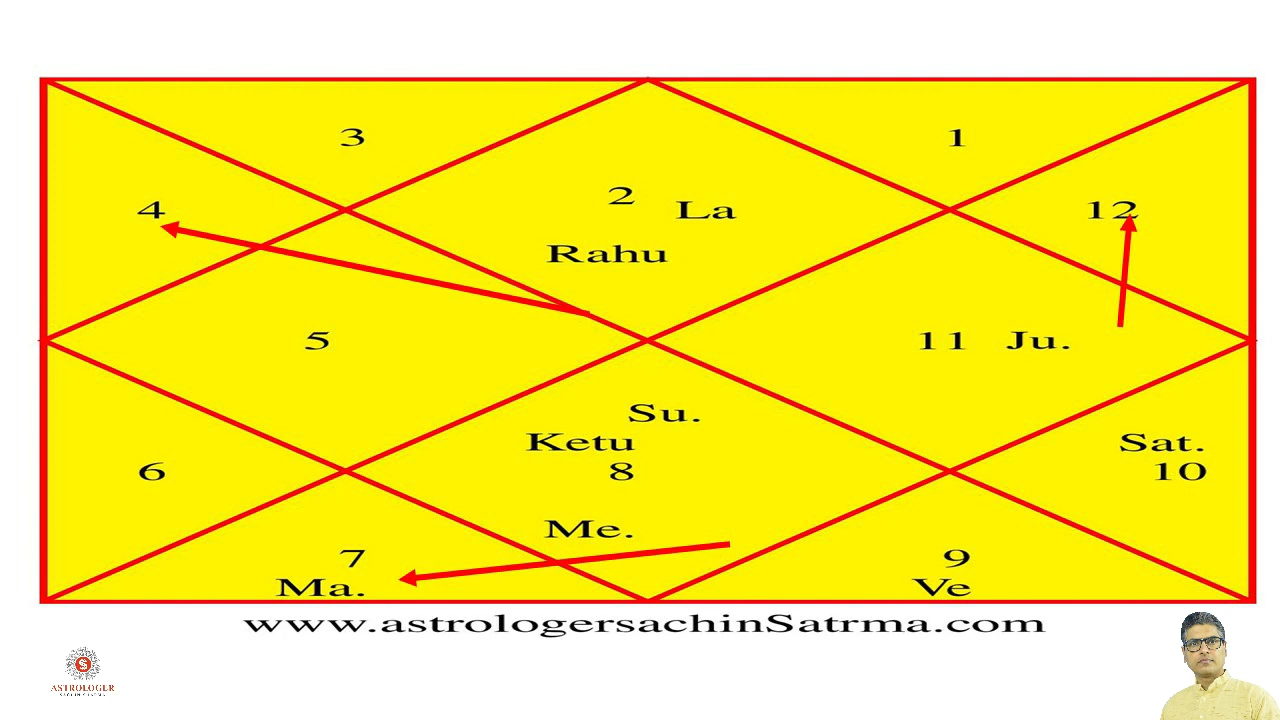 3
1
2 La
4
12
Rahu
5
11 Ju.
Su.
Ketu
8
Sat.
10
6
Me.
7
Ma.
9
Ve
www.astrologersachinSatrma.com
S
ASTROLOGER